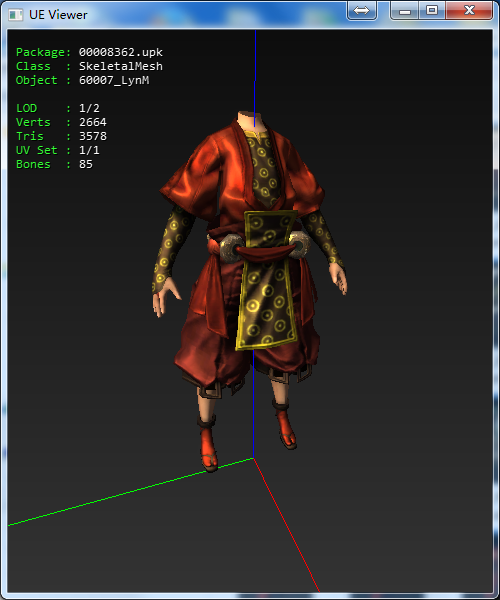 UE Viewer
Package: 00008362.upk
Class : SkeletalMesh
Object : 60007_LynM
LOD : 1/2
Verts : 2664
Tris : 3578
UV Set : 1/1
Bones : 85